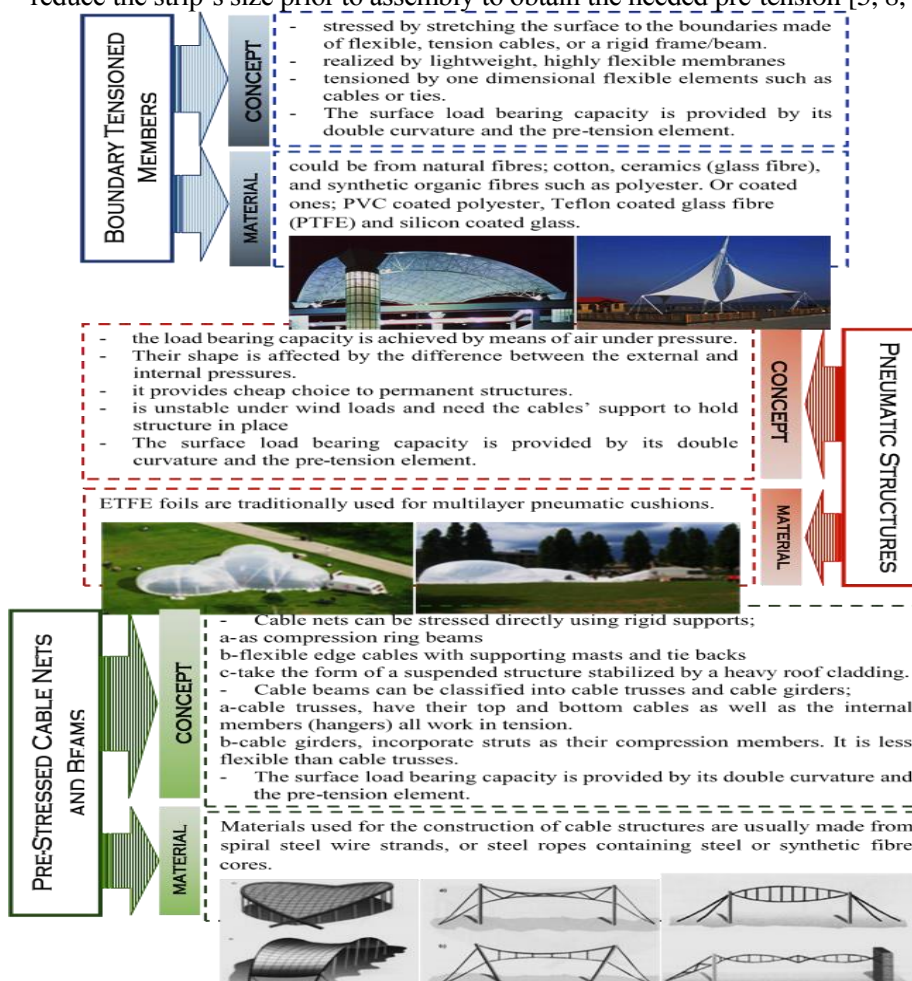 reduce the strip's size prior to assembly to obtain the needed pre-tension [5, 8,
BOUNDARY TENSIONED
MEMBERS
CONCEPT
- stressed by stretching the surface to the boundaries made
of flexible, tension cables, or a rigid frame/beam.
- realized by lightweight, highly flexible membranes
- tensioned by one dimensional flexible elements such as
cables or ties.
- The surface load bearing capacity is provided by its
double curvature and the pre-tension element.
MATERIAL
could be from natural fibres; cotton, ceramics (glass fibre),
and synthetic organic fibres such as polyester. Or coated
ones; PVC coated polyester, Teflon coated glass fibre
(PTFE) and silicon coated glass.
PNEUMATIC STRUCTURES
CONCEPT
- the load bearing capacity is achieved by means of air under pressure.
- Their shape is affected by the difference between the external and
internal pressures.
- it provides cheap choice to permanent structures.
- is unstable under wind loads and need the cables' support to hold
structure in place
- The surface load bearing capacity is provided by its double
curvature and the pre-tension element.
MATERIAL
ETFE foils are traditionally used for multilayer pneumatic cushions.
PRE-STRESSED CABLE NETS
AND BEAMS
CONCEPT
- Cable nets can be stressed directly using rigid supports;
a-as compression ring beams
b-flexible edge cables with supporting masts and tie backs
c-take the form of a suspended structure stabilized by a heavy roof cladding.
- Cable beams can be classified into cable trusses and cable girders;
a-cable trusses, have their top and bottom cables as well as the internal
members (hangers) all work in tension.
b-cable girders, incorporate struts as their compression members. It is less
flexible than cable trusses.
- The surface load bearing capacity is provided by its double curvature and
the pre-tension element.
MATERIAL
Materials used for the construction of cable structures are usually made from
spiral steel wire strands, or steel ropes containing steel or synthetic fibre
cores.